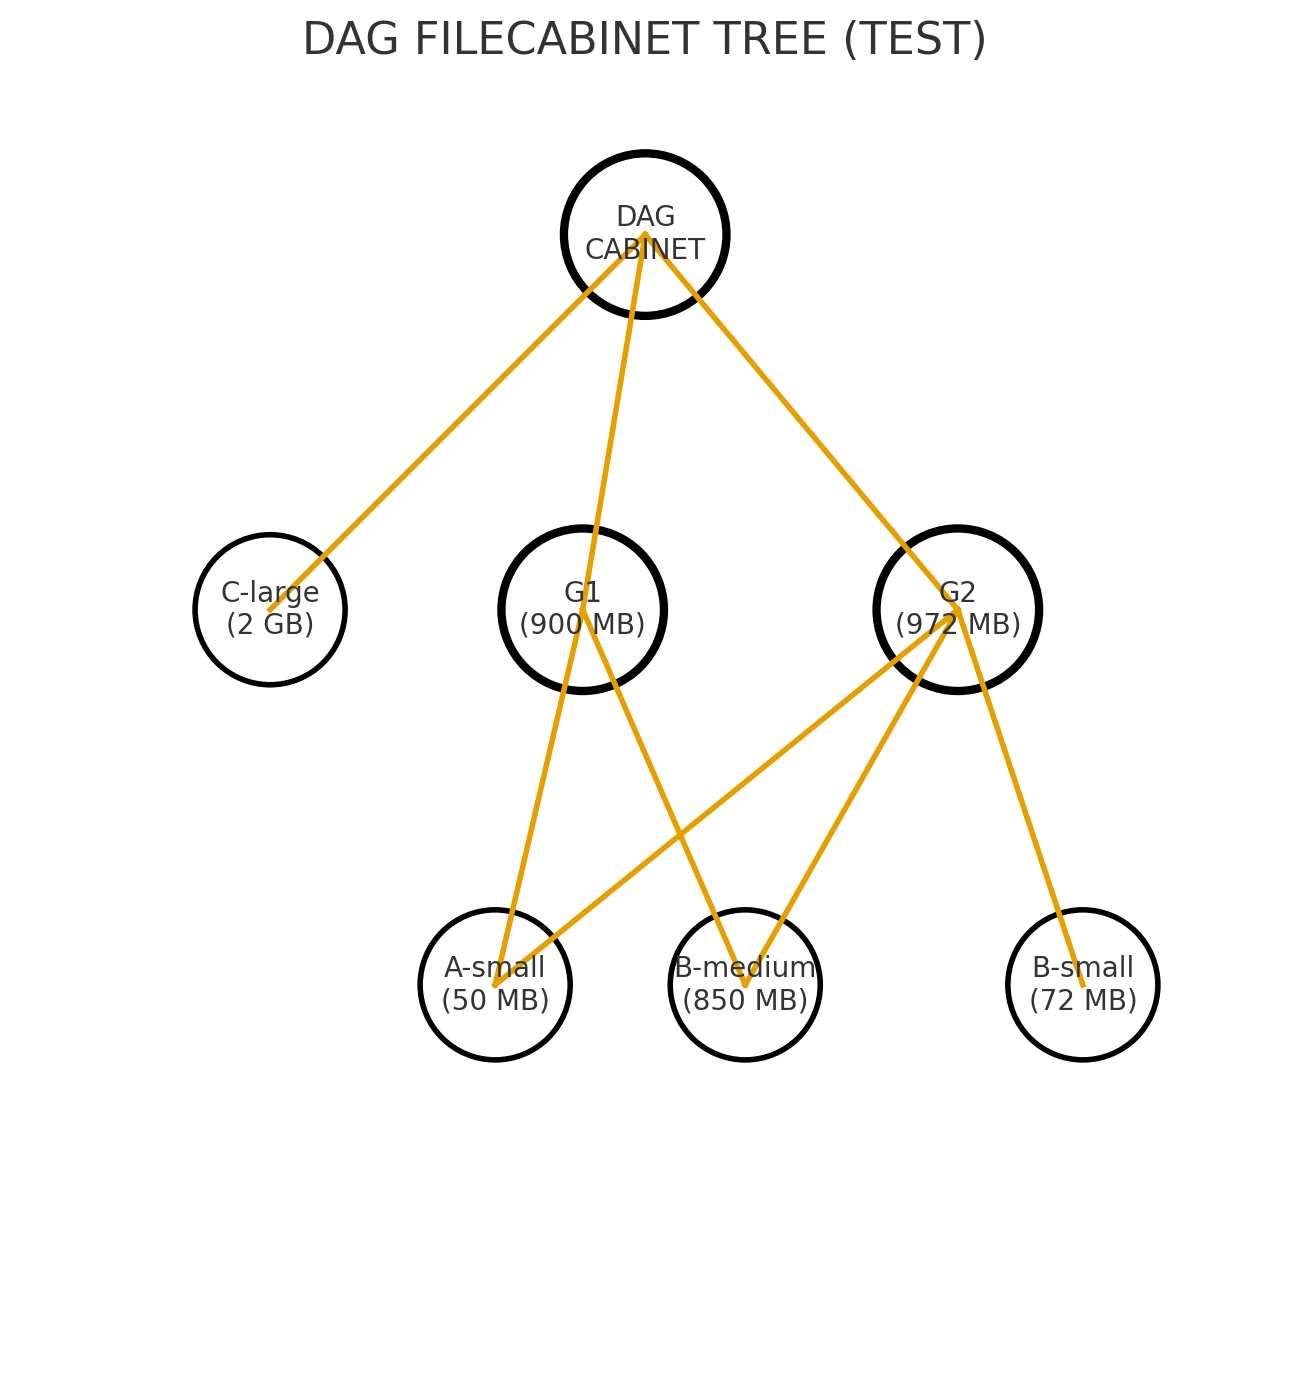 DAG FILECABINET TREE (TEST)
DAG
CABINET
C-large
(2 GB)
G1
(900 MB)
G2
(972 MB)
A-small
(50 MB)
B-medium
(850 MB)
B-small
(72 MB)